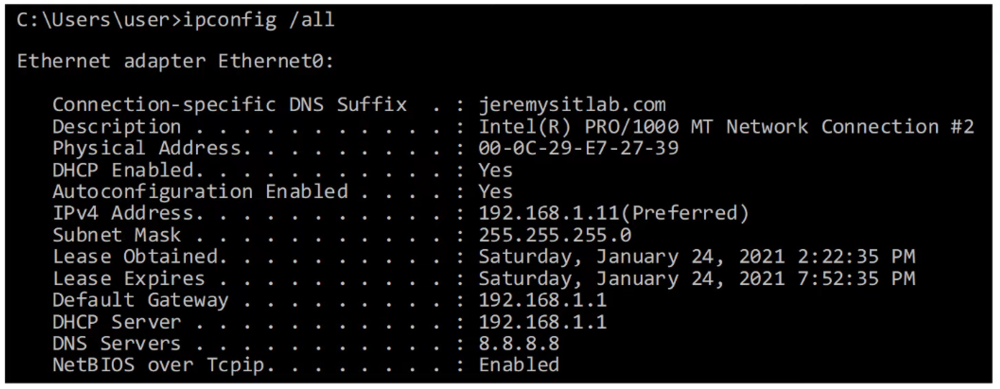 C:\Users\user>ipconfig /all
Ethernet adapter Ethernet0:
Connection-specific DNS Suffix  . : jeremysitlab.com
Description . . . . . . . . . . . : Intel(R) PRO/1000 MT Network Connection #2
Physical Address. . . . . . . . . : 00-0C-29-E7-27-39
DHCP Enabled. . . . . . . . . . . : Yes
Autoconfiguration Enabled . . . . : Yes
IPv4 Address. . . . . . . . . . . : 192.168.1.11(Preferred)
Subnet Mask . . . . . . . . . . . : 255.255.255.0
Lease Obtained. . . . . . . . . . : Saturday, January 24, 2021 2:22:35 PM
Lease Expires . . . . . . . . . . : Saturday, January 24, 2021 7:52:35 PM
Default Gateway . . . . . . . . . : 192.168.1.1
DHCP Server . . . . . . . . . . . : 192.168.1.1
DNS Servers . . . . . . . . . . . : 8.8.8.8
NetBIOS over Tcpip. . . . . . . . : Enabled